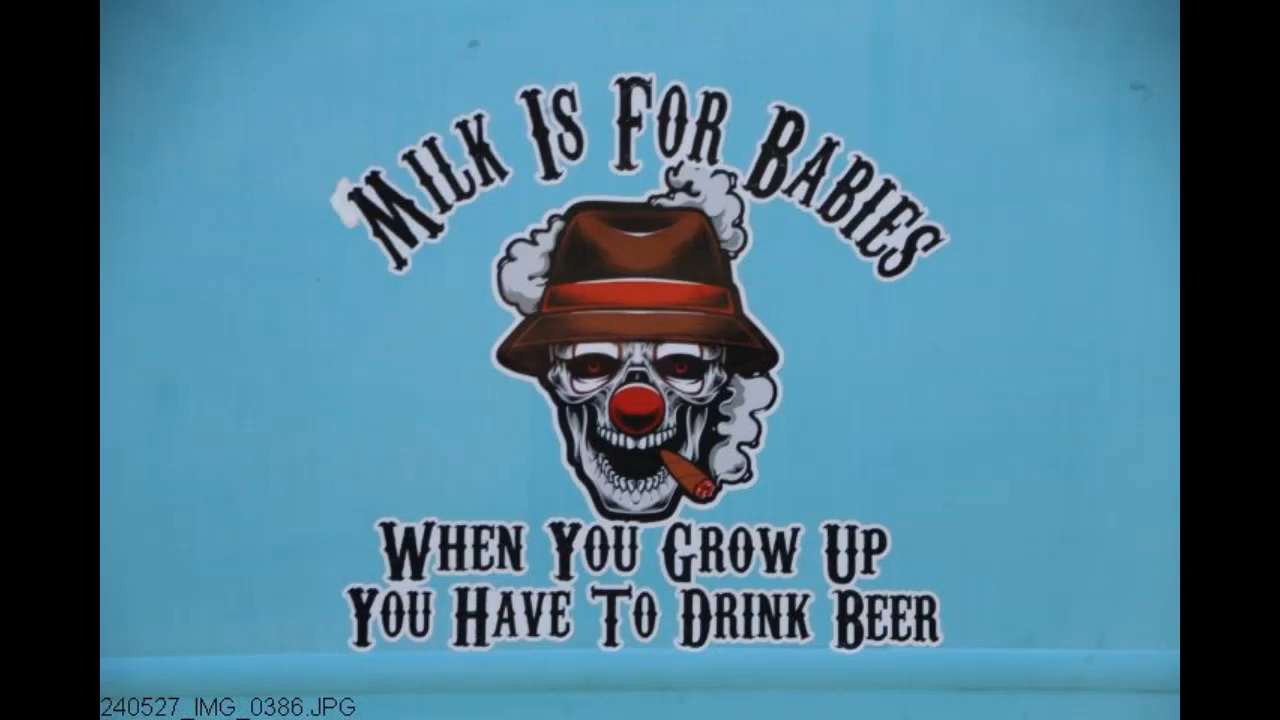 Milk Is For Babies
When You Grow Up
You Have To Drink Beer
240527_IMG_0386.JPG